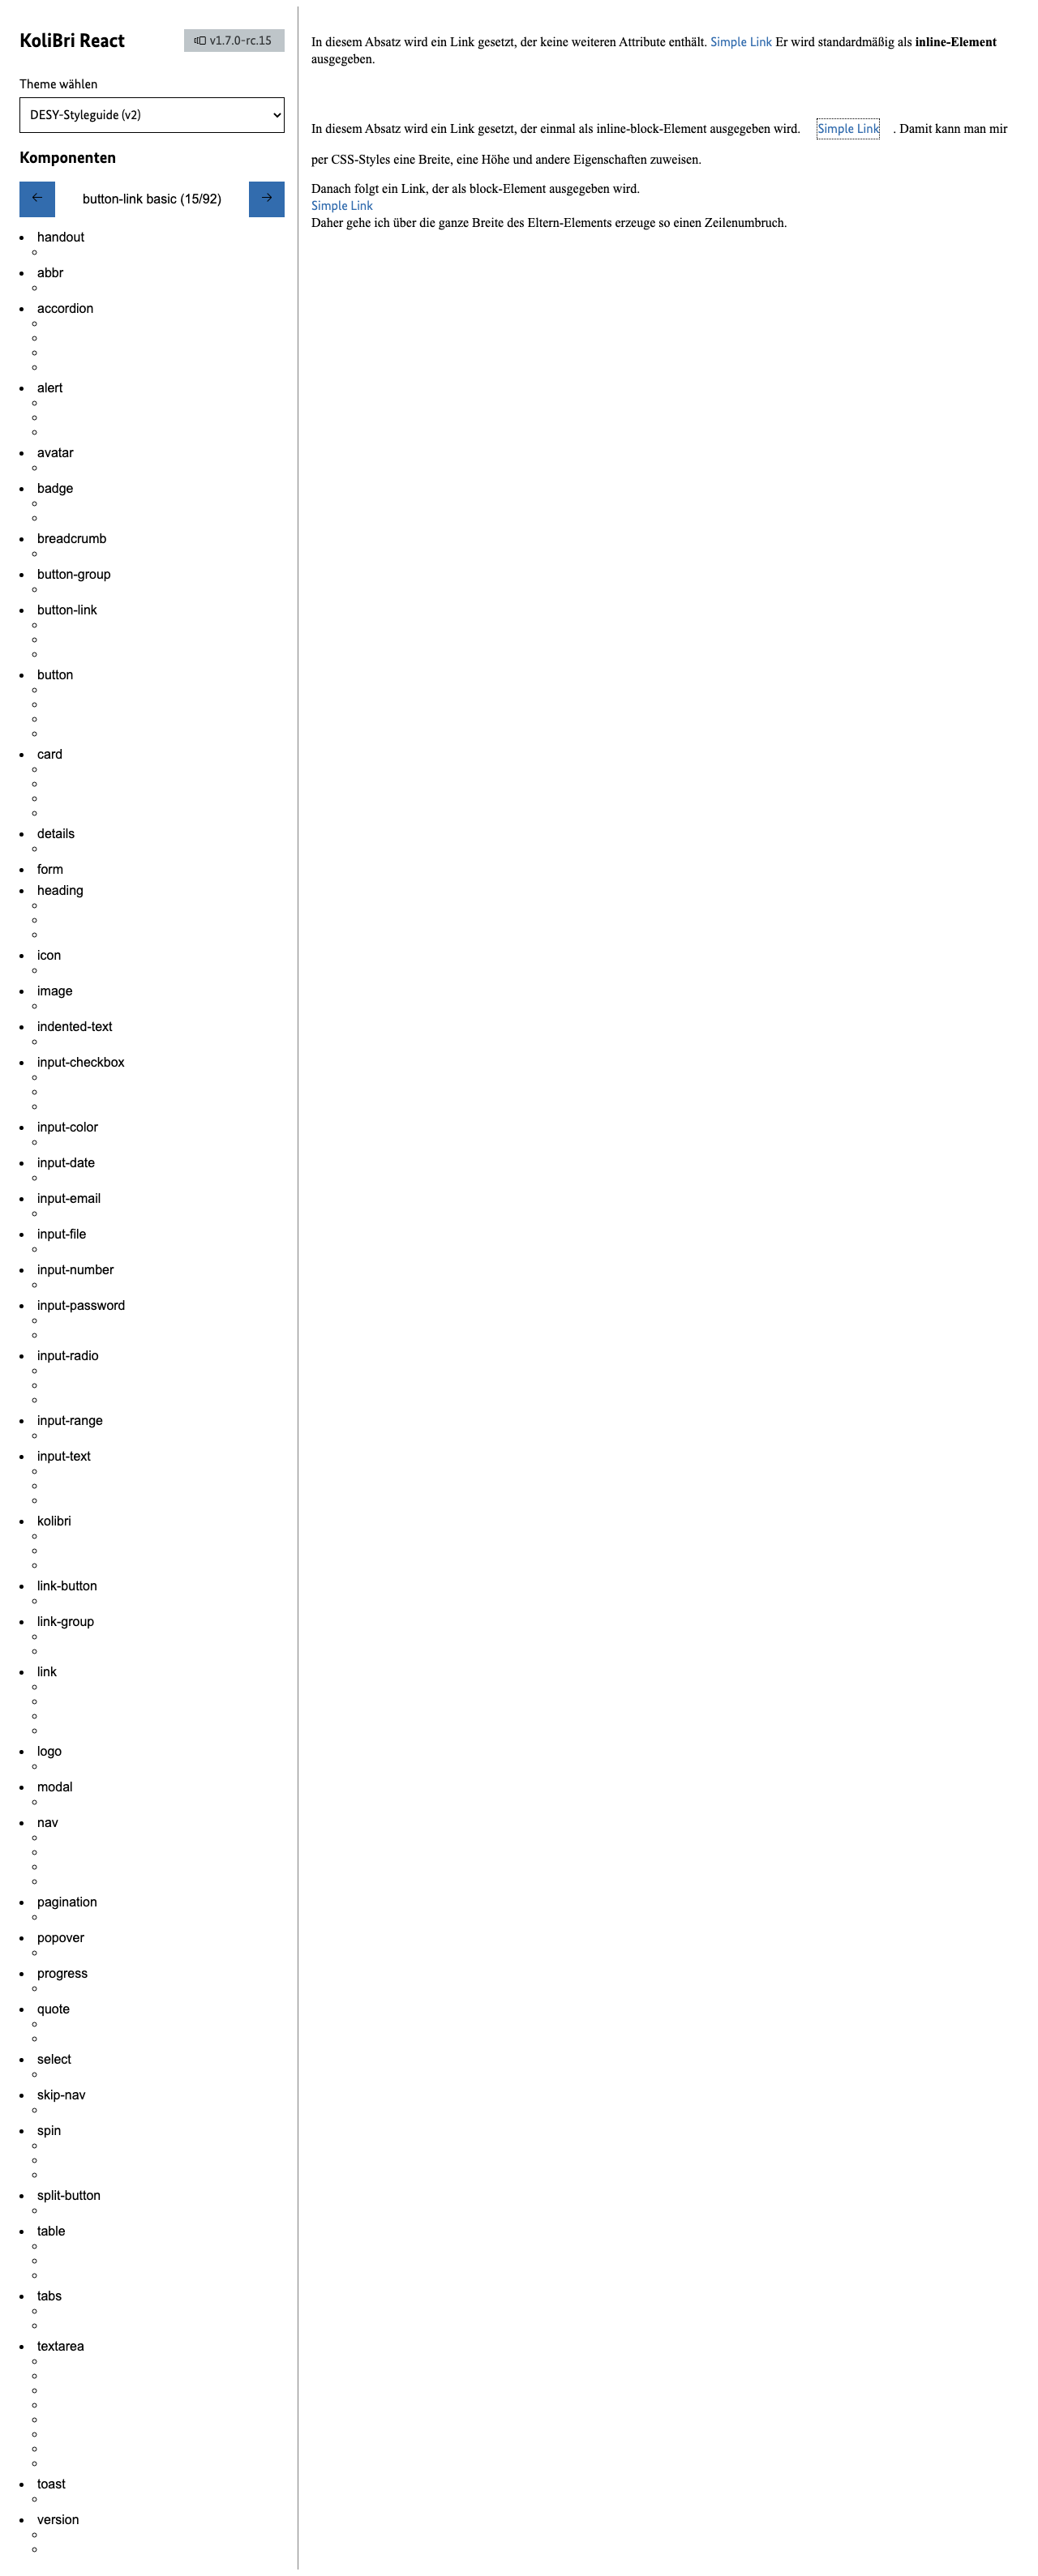 KoliBri React
v1.7.0-rc.15
Theme wählen
DESY-Styleguide (v2)
Komponenten
button-link basic (15/92)
handout
abbr
accordion
alert
avatar
badge
breadcrumb
button-group
button-link
button
card
details
form
heading
icon
image
indented-text
input-checkbox
input-color
input-date
input-email
input-file
input-number
input-password
input-radio
input-range
input-text
kolibri
link-button
link-group
link
logo
modal
nav
pagination
popover
progress
quote
select
skip-nav
spin
split-button
table
tabs
textarea
toast
version
In diesem Absatz wird ein Link gesetzt, der keine weiteren Attribute enthält. Simple Link Er wird standardmäßig als inline-Element
ausgegeben.
In diesem Absatz wird ein Link gesetzt, der einmal als inline-block-Element ausgegeben wird. Simple Link . Damit kann man mir
per CSS-Styles eine Breite, eine Höhe und andere Eigenschaften zuweisen.
Danach folgt ein Link, der als block-Element ausgegeben wird.
Simple Link
Daher gehe ich über die ganze Breite des Eltern-Elements erzeuge so einen Zeilenumbruch.